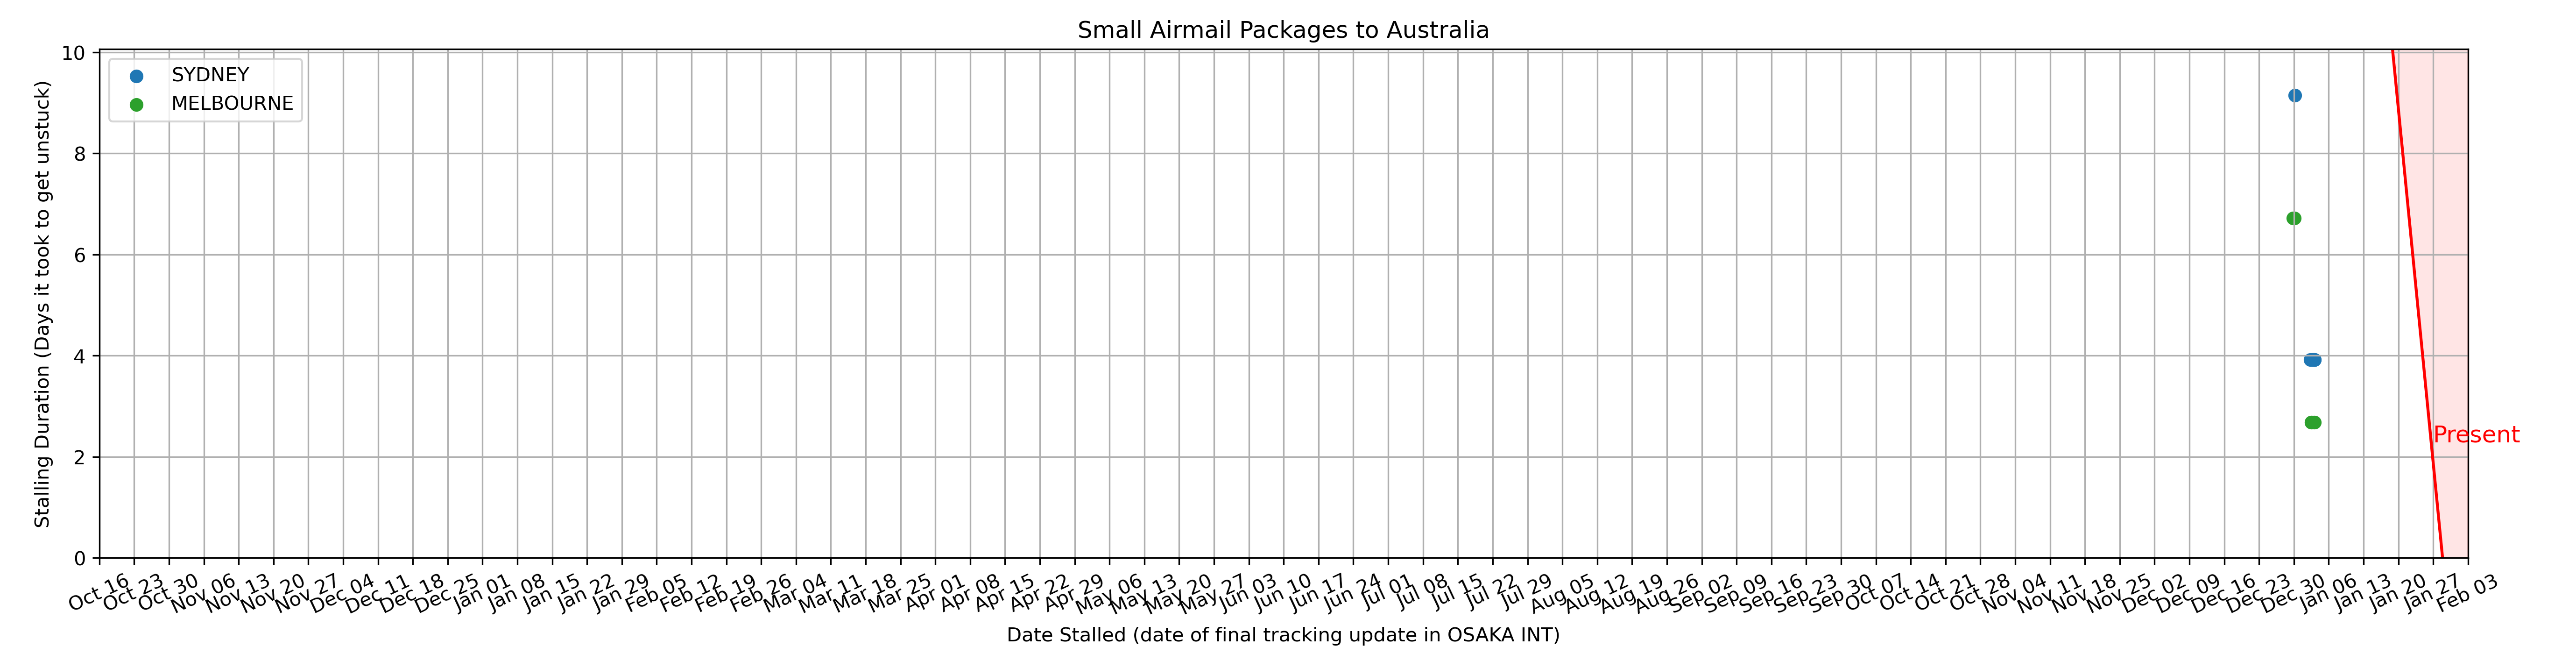 Small Airmail Packages to Australia
SYDNEY
MELBOURNE
Stalling Duration (Days it took to get unstuck)
10
8
6
4
2
0
Present
Oct 16 Oct 23 Oct 30 Nov 06 Nov 13 Nov 20 Nov 27 Dec 04 Dec 11 Dec 18 Dec 25 Jan 01 Jan 08 Jan 15 Jan 22 Jan 29 Feb 05 Feb 12 Feb 19 Feb 26 Mar 04 Mar 11 Mar 18 Mar 25 Apr 01 Apr 08 Apr 15 Apr 22 Apr 29 May 06 May 13 May 20 May 27 Jun 03 Jun 10 Jun 17 Jun 24 Jul 01 Jul 08 Jul 15 Jul 22 Jul 29 Aug 05 Aug 12 Aug 19 Aug 26 Sep 02 Sep 09 Sep 16 Sep 23 Sep 30 Oct 07 Oct 14 Oct 21 Oct 28 Nov 04 Nov 11 Nov 18 Nov 25 Dec 02 Dec 09 Dec 16 Dec 23 Dec 30 Jan 06 Jan 13 Jan 20 Jan 27 Feb 03
Date Stalled (date of final tracking update in OSAKA INT)